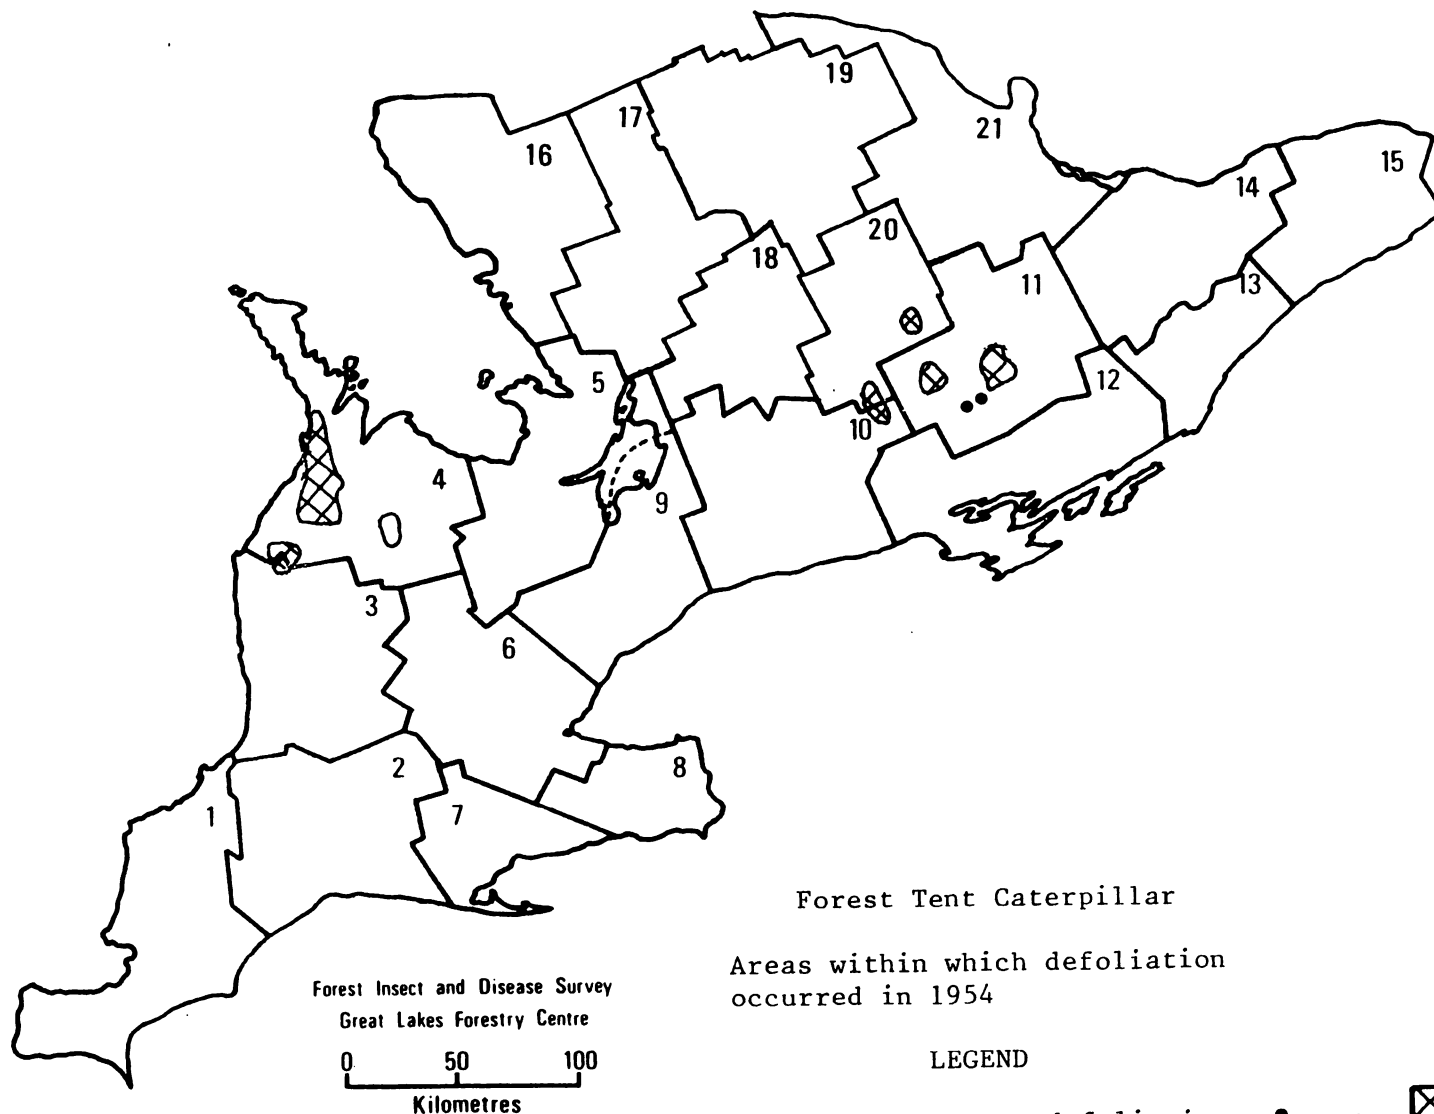 19
17
21
16
15
14
20
18
11
13
5
12
10
4
9
3
6
2
8
1
7
Forest Tent Caterpillar
Areas within which defoliation
occurred in 1954
Forest Insect and Disease Survey
Great Lakes Forestry Centre
0 50 100
Kilometres
LEGEND